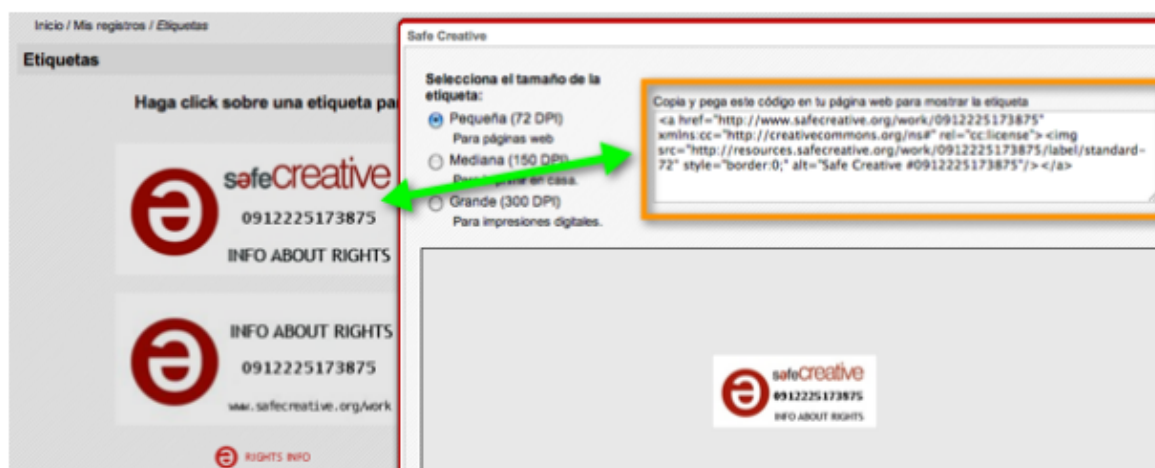 Inicio / Mis registros / Etiquetas
Etiquetas
Haga click sobre una etiqueta pa
safeCreative
0912225173875
INFO ABOUT RIGHTS
INFO ABOUT RIGHTS
0912225173875
www.safecreative.org/work
RIGHTS INFO
Safe Creative
Selecciona el tamaño de la
etiqueta:
Pequeña (72 DPI)
Para páginas web
Mediana (150 DPI)
Para imprimir en casa.
Grande (300 DPI)
Para impresiones digitales.
Copia y pega este código en tu página web para mostrar la etiqueta
<a href="http://www.safecreative.org/work/0912225173875"
xmlns:cc="http://creativecommons.org/ns#" rel="cc:license"><img
src="http://resources.safecreative.org/work/0912225173875/label/standard-
72" style="border:0;" alt="Safe Creative #0912225173875"/></a>
safeCreative
0912225173875
INFO ABOUT RIGHTS